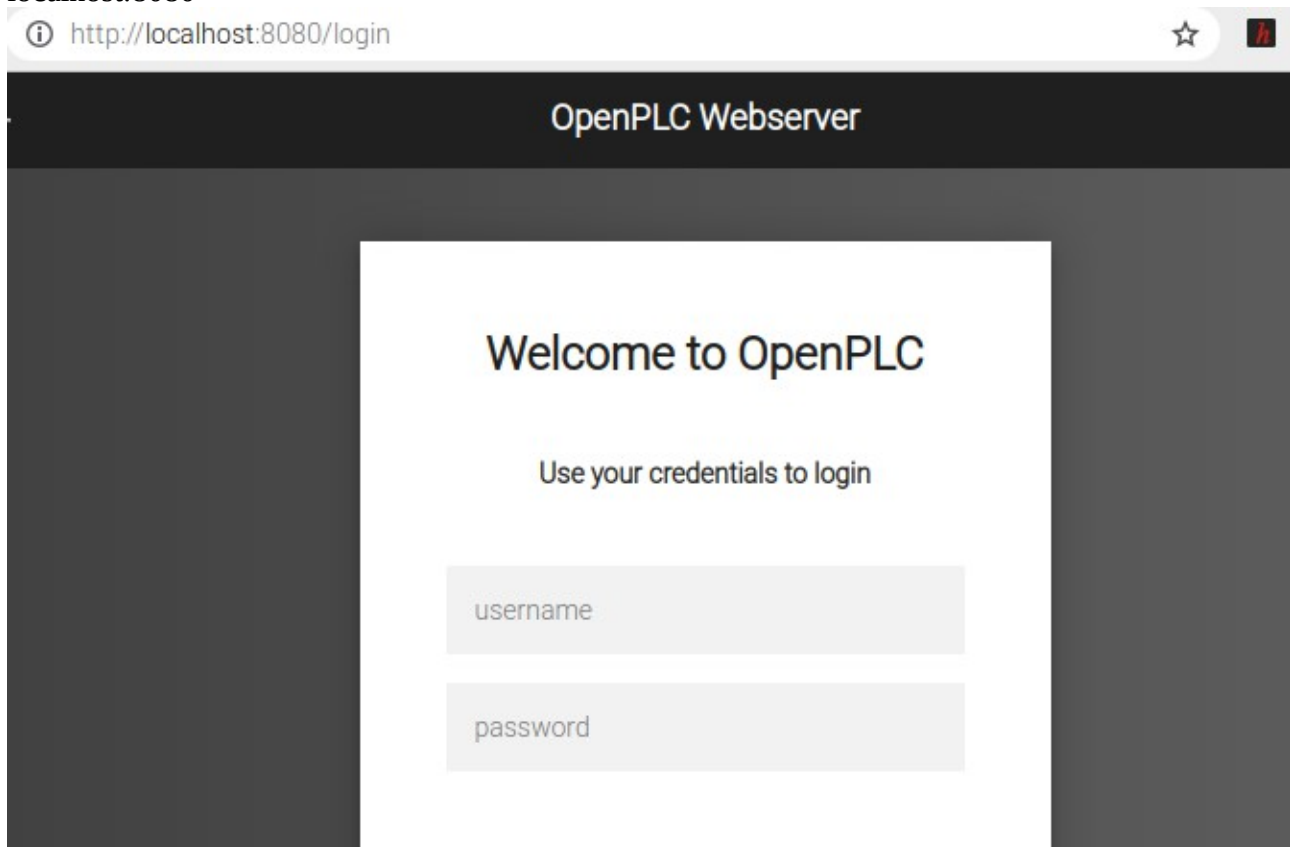 http://localhost:8080/login
OpenPLC Webserver
Welcome to OpenPLC
Use your credentials to login
username
password